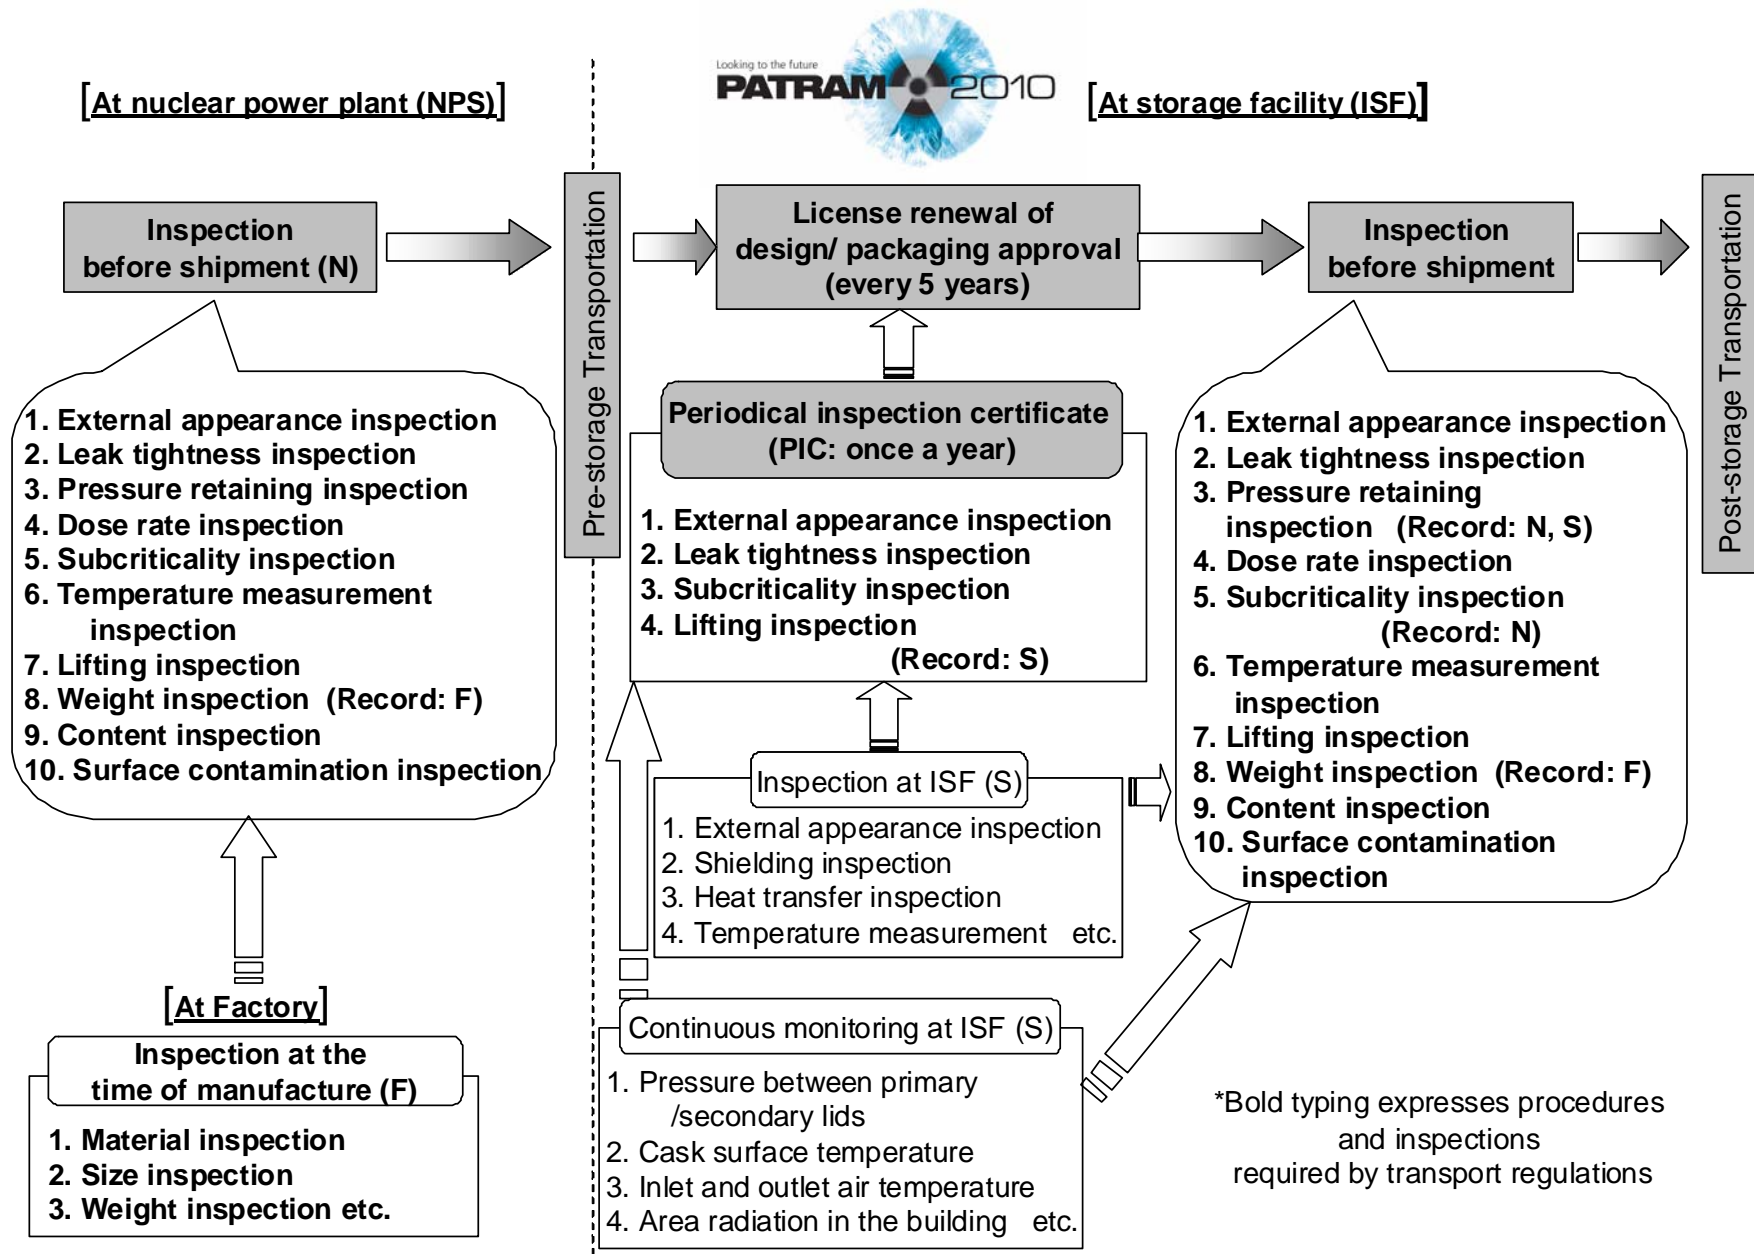 Looking to the future
PATRAM 2010
[At nuclear power plant (NPS)]
[At storage facility (ISF)]
Inspection
before shipment (N)
Pre-storage Transportation
License renewal of
design/ packaging approval
(every 5 years)
Inspection
before shipment
Post-storage Transportation
1. External appearance inspection
2. Leak tightness inspection
3. Pressure retaining inspection
4. Dose rate inspection
5. Subcriticality inspection
6. Temperature measurement
inspection
7. Lifting inspection
8. Weight inspection (Record: F)
9. Content inspection
10. Surface contamination inspection
Periodical inspection certificate
(PIC: once a year)
1. External appearance inspection
2. Leak tightness inspection
3. Subcriticality inspection
4. Lifting inspection
(Record: S)
1. External appearance inspection
2. Leak tightness inspection
3. Pressure retaining
inspection (Record: N, S)
4. Dose rate inspection
5. Subcriticality inspection
(Record: N)
6. Temperature measurement
inspection
7. Lifting inspection
8. Weight inspection (Record: F)
9. Content inspection
10. Surface contamination
inspection
Inspection at ISF (S)
1. External appearance inspection
2. Shielding inspection
3. Heat transfer inspection
4. Temperature measurement etc.
[At Factory]
Inspection at the
time of manufacture (F)
1. Material inspection
2. Size inspection
3. Weight inspection etc.
Continuous monitoring at ISF (S)
1. Pressure between primary
/secondary lids
2. Cask surface temperature
3. Inlet and outlet air temperature
4. Area radiation in the building etc.
*Bold typing expresses procedures
and inspections
required by transport regulations